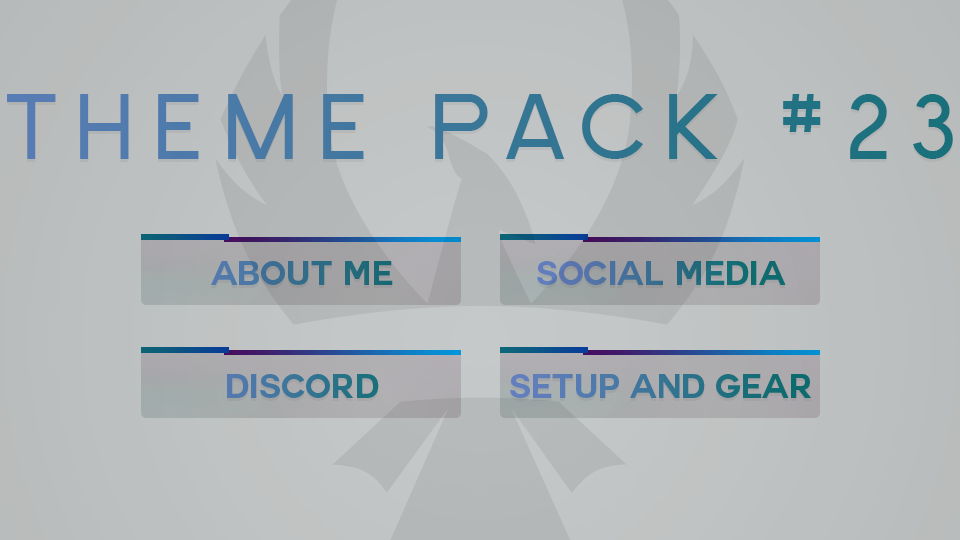 THEME PACK #23
ABOUT ME
SOCIAL MEDIA
DISCORD
SETUP AND GEAR